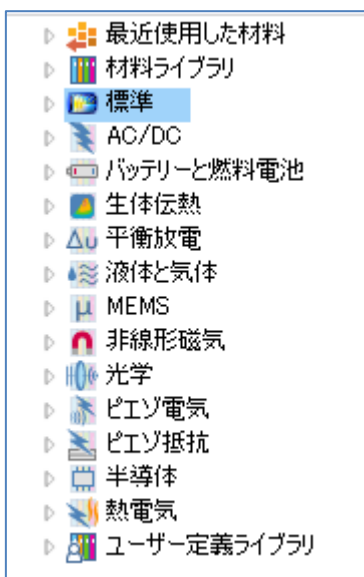 最近使用した材料
材料ライブラリ
標準
AC/DC
バッテリーと燃料電池
生体伝熱
平衡放電
液体と気体
MEMS
非線形磁気
光学
ピエゾ電気
ピエゾ抵抗
半導体
熱電気
ユーザー定義ライブラリ